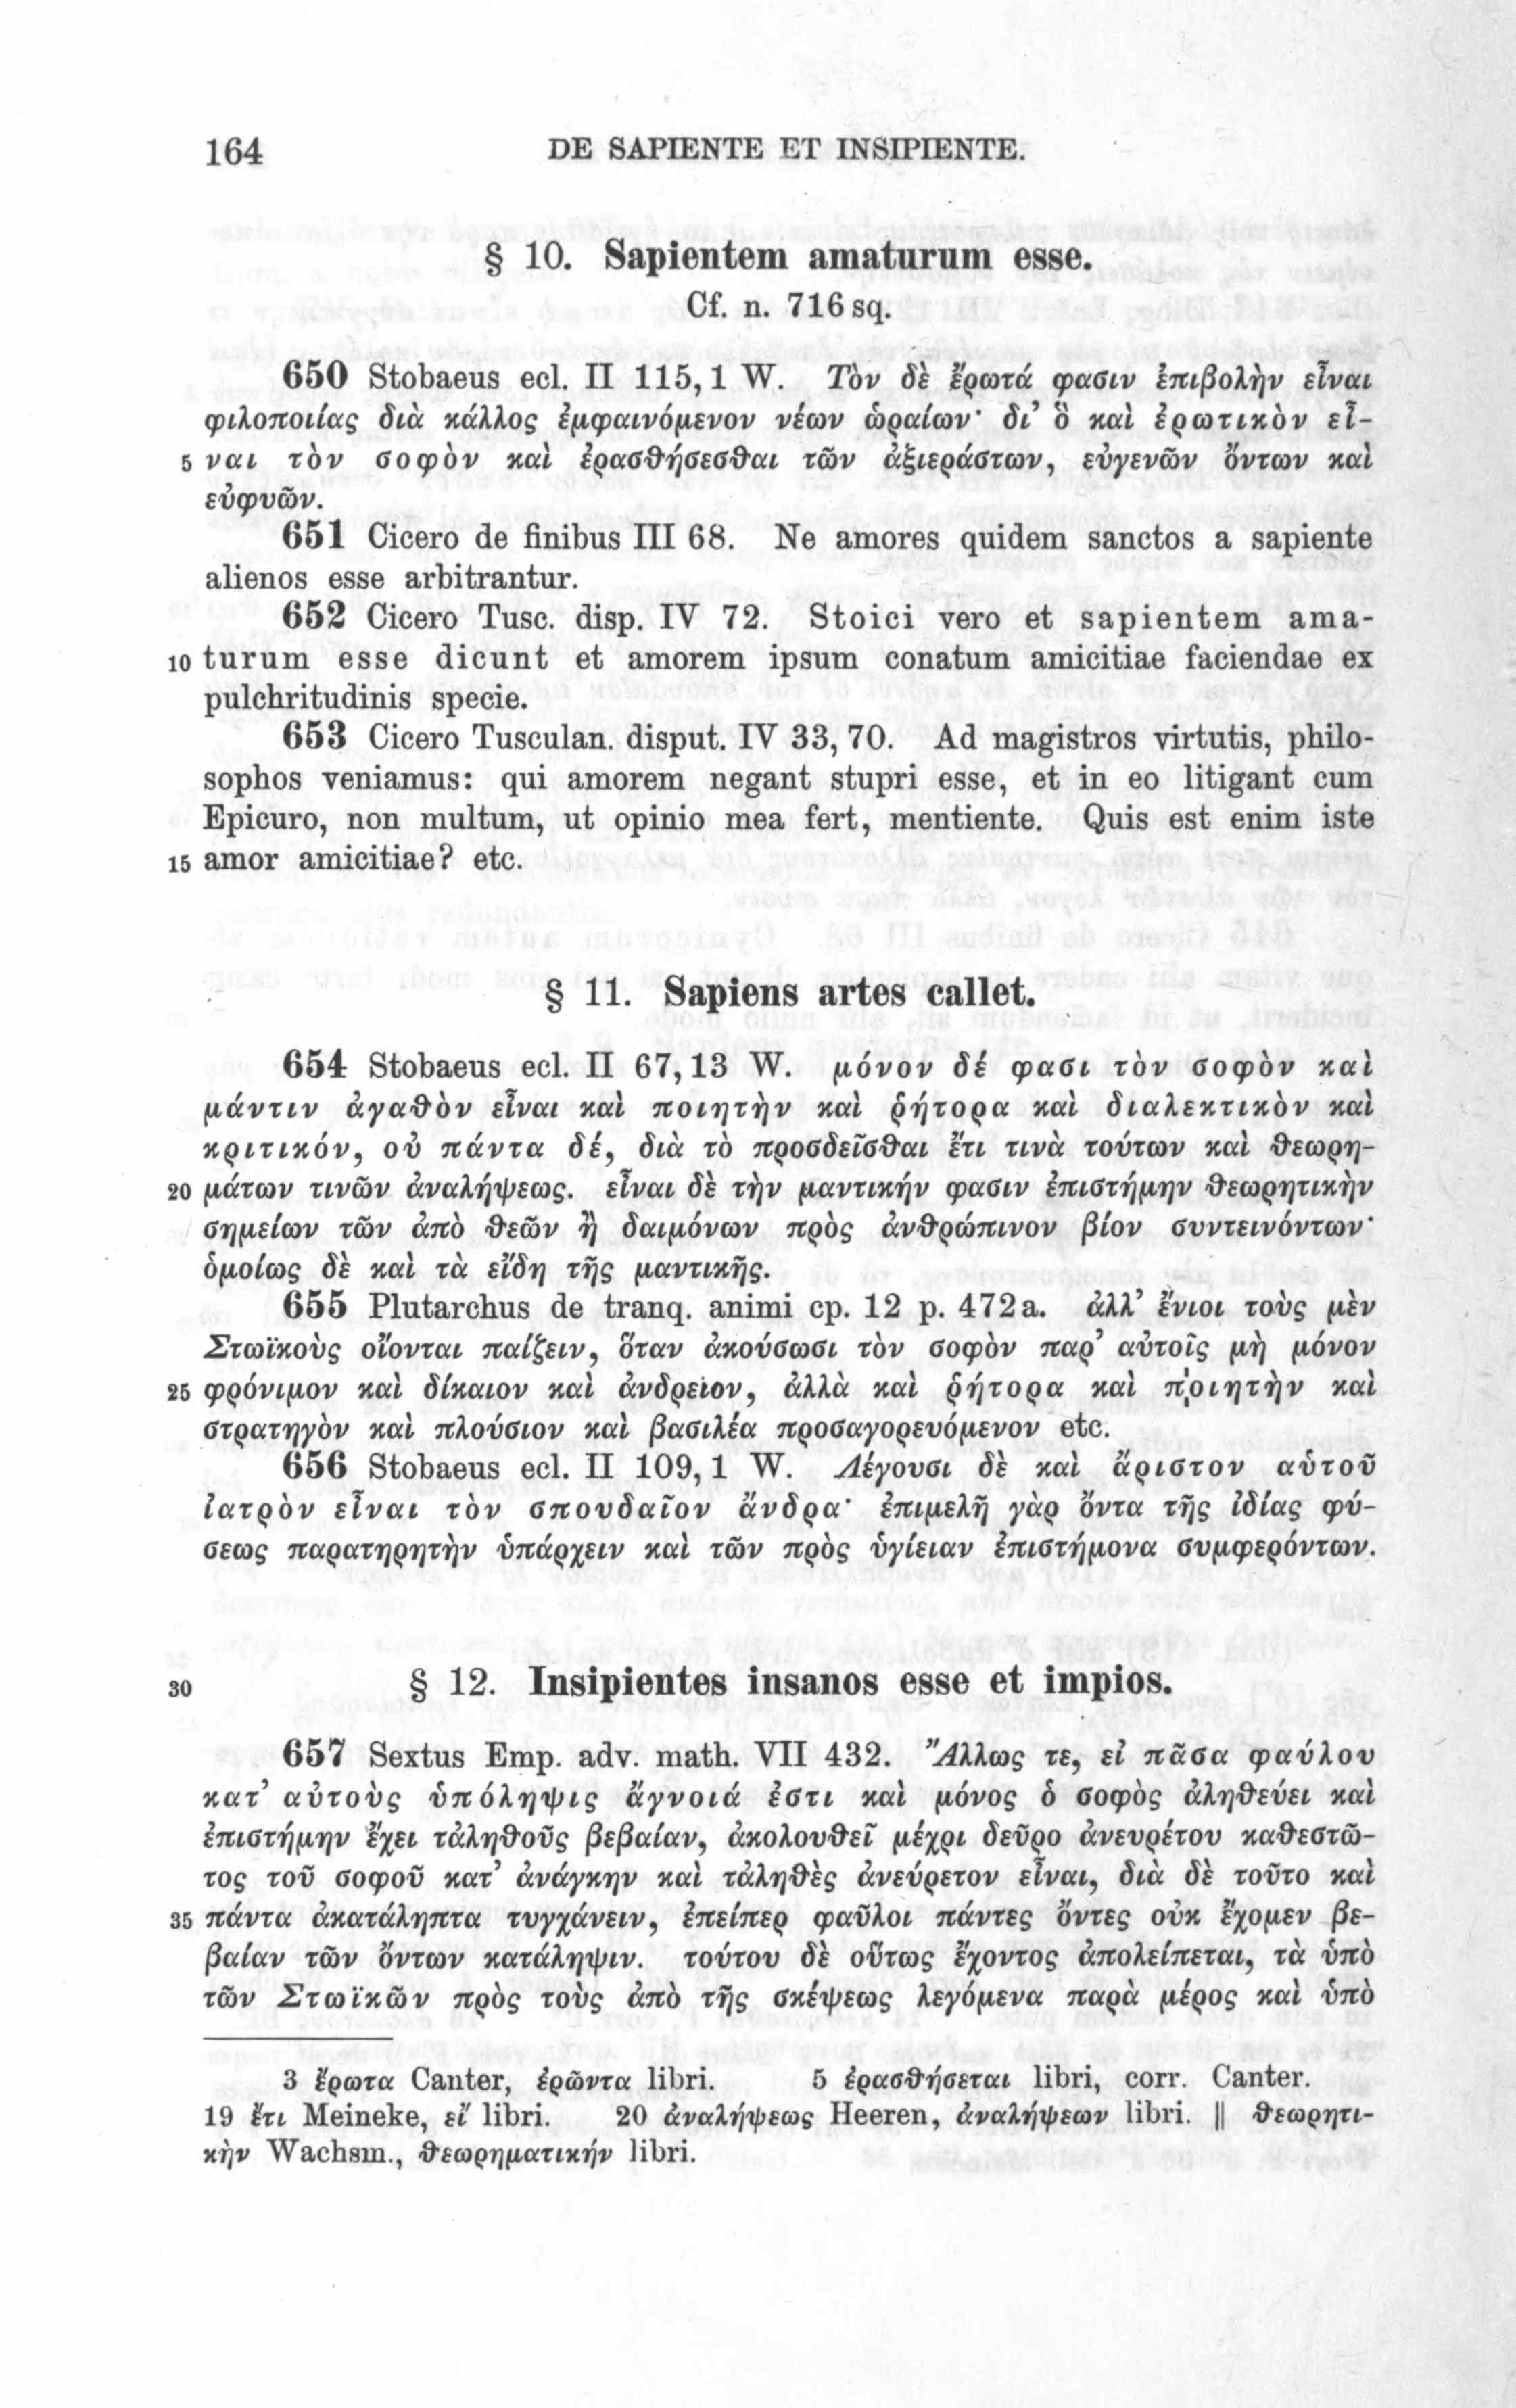 164 DE SAPIENTE ET INSIPIENTE.
§ 10. Sapientem amaturum esse.
Cf. n. 716 sq.
650 Stobaeus ecl. II 115,1 W. Τὸν δὲ ἔρωτά φασιν ἐπιβολὴν εἶναι
φιλοποιίας διὰ κάλλος ἐμφαινόμενον νέων ὡραίων· δι’ ὃ καὶ ἐρωτικὸν εἶ-
5 ναι τὸν σοφὸν καὶ ἐρασθήσεσθαι τῶν ἀξιεράστων, εὐγενῶν ὄντων καὶ
εὐφυῶν.
651 Cicero de finibus III 68. Ne amores quidem sanctos a sapiente
alienos esse arbitrantur.
652 Cicero Tusc. disp. IV 72. Stoici vero et sapientem ama-
10 turum esse dicunt et amorem ipsum conatum amicitiae faciendae ex
pulchritudinis specie.
653 Cicero Tusculan. disput. IV 33, 70. Ad magistros virtutis, philo-
sophos veniamus: qui amorem negant stupri esse, et in eo litigant cum
Epicuro, non multum, ut opinio mea fert, mentiente. Quis est enim iste
15 amor amicitiae? etc.
§ 11. Sapiens artes callet.
654 Stobaeus ecl. II 67,13 W. μόνον δέ φασι τὸν σοφὸν καὶ
μάντιν ἀγαθὸν εἶναι καὶ ποιητὴν καὶ ῥήτορα καὶ διαλεκτικὸν καὶ
κριτικόν, οὐ πάντα δέ, διὰ τὸ προσδεῖσθαι ἔτι τινὰ τούτων καὶ θεωρη-
20 μάτων τινῶν ἀναλήψεως. εἶναι δὲ τὴν μαντικήν φασιν ἐπιστήμην θεωρητικὴν
σημείων τῶν ἀπὸ θεῶν ἢ δαιμόνων πρὸς ἀνθρώπινον βίον συντεινόντων·
ὁμοίως δὲ καὶ τὰ εἴδη τῆς μαντικῆς.
655 Plutarchus de tranq. animi cp. 12 p. 472a. ἀλλ’ ἔνιοι τοὺς μὲν
Στωϊκοὺς οἴονται παίζειν, ὅταν ἀκούσωσι τὸν σοφὸν παρ’ αὐτοῖς μὴ μόνον
25 φρόνιμον καὶ δίκαιον καὶ ἀνδρεῖον, ἀλλὰ καὶ ῥήτορα καὶ ποιητὴν καὶ
στρατηγὸν καὶ πλούσιον καὶ βασιλέα προσαγορευόμενον etc.
656 Stobaeus ecl. II 109,1 W. Λέγουσι δὲ καὶ ἄριστον αὑτοῦ
ἰατρὸν εἶναι τὸν σπουδαῖον ἄνδρα· ἐπιμελῆ γὰρ ὄντα τῆς ἰδίας φύ-
σεως παρατηρητὴν ὑπάρχειν καὶ τῶν πρὸς ὑγίειαν ἐπιστήμονα συμφερόντων.
30 § 12. Insipientes insanos esse et impios.
657 Sextus Emp. adv. math. VII 432. Ἄλλως τε, εἰ πᾶσα φαύλου
κατ’ αὐτοὺς ὑπόληψις ἄγνοιά ἐστι καὶ μόνος ὁ σοφὸς ἀληθεύει καὶ
ἐπιστήμην ἔχει τἀληθοῦς βεβαίαν, ἀκολουθεῖ μέχρι δεῦρο ἀνευρέτου καθεστῶ-
τος τοῦ σοφοῦ κατ’ ἀνάγκην καὶ τἀληθὲς ἀνεύρετον εἶναι, διὰ δὲ τοῦτο καὶ
35 πάντα ἀκατάληπτα τυγχάνειν, ἐπείπερ φαῦλοι πάντες ὄντες οὐκ ἔχομεν βε-
βαίαν τῶν ὄντων κατάληψιν. τούτου δὲ οὕτως ἔχοντος ἀπολείπεται, τὰ ὑπὸ
τῶν Στωϊκῶν πρὸς τοὺς ἀπὸ τῆς σκέψεως λεγόμενα παρὰ μέρος καὶ ὑπὸ
3 ἔρωτα Canter, ἐρῶντα libri. 5 ἐρασθήσεται libri, corr. Canter.
19 ἔτι Meineke, εἴ libri. 20 ἀναλήψεως Heeren, ἀναλήψεων libri. || θεωρητι-
κὴν Wachsm., θεωρηματικήν libri.